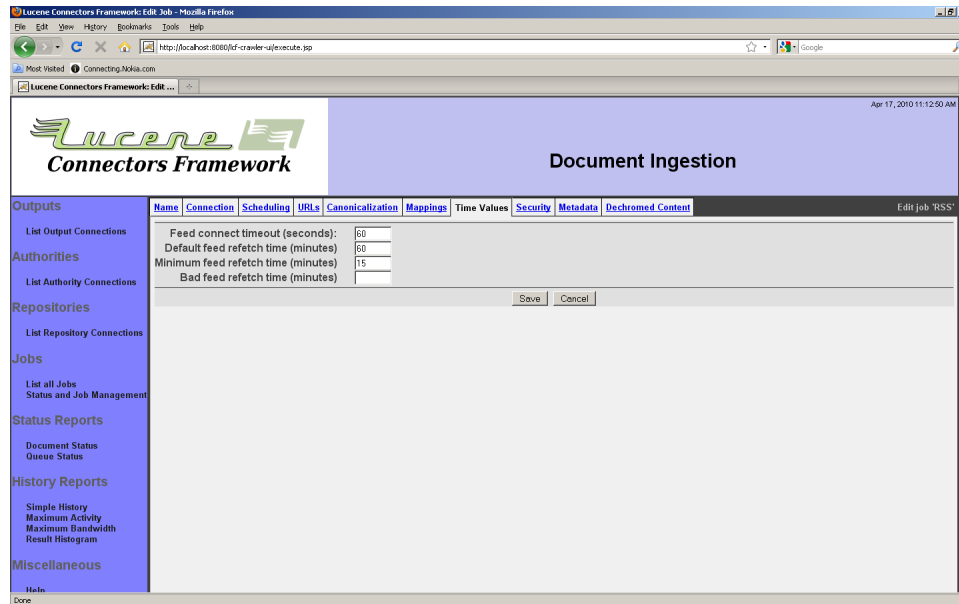 Lucene Connectors Framework: Edit Job - Mozilla Firefox
File Edit View History Bookmarks Tools Help
http://localhost:8080/lcf-crawler-ui/execute.jsp
Google
Most Visited Connecting.Nokia.com
Lucene Connectors Framework: Edit ...
Apr 17, 2010 11:12:50 AM
Lucene
Connectors Framework
Document Ingestion
Outputs
List Output Connections
Authorities
List Authority Connections
Repositories
List Repository Connections
Jobs
List all Jobs
Status and Job Management
Status Reports
Document Status
Queue Status
History Reports
Simple History
Maximum Activity
Maximum Bandwidth
Result Histogram
Miscellaneous
Help
Name Connection Scheduling URLs Canonicalization Mappings Time Values Security Metadata Dechromed Content Edit job 'RSS'
Feed connect timeout (seconds): 60
Default feed refetch time (minutes) 60
Minimum feed refetch time (minutes) 15
Bad feed refetch time (minutes)
Save Cancel
Done